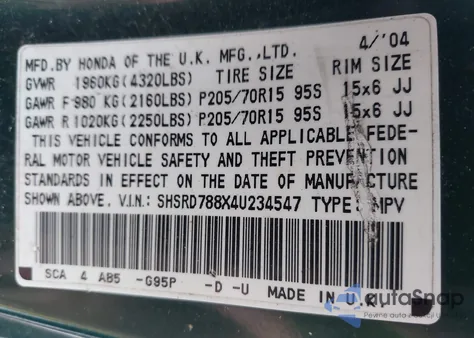 MFD.BY HONDA OF THE U.K. MFG.,LTD. 4/'04
GVWR 1960KG(4320LBS) TIRE SIZE RIM SIZE
GAWR F 980 KG(2160LBS) P205/70R15 95S 15x6 JJ
GAWR R 1020KG(2250LBS) P205/70R15 95S 15x6 JJ
THIS VEHICLE CONFORMS TO ALL APPLICABLE FEDE-
RAL MOTOR VEHICLE SAFETY AND THEFT PREVENTION
STANDARDS IN EFFECT ON THE DATE OF MANUFACTURE
SHOWN ABOVE. V.I.N.: SHSRD788X4U234547 TYPE: MPV
SCA 4 AB5 -G95P -D -U MADE IN U.K.
autoSnap